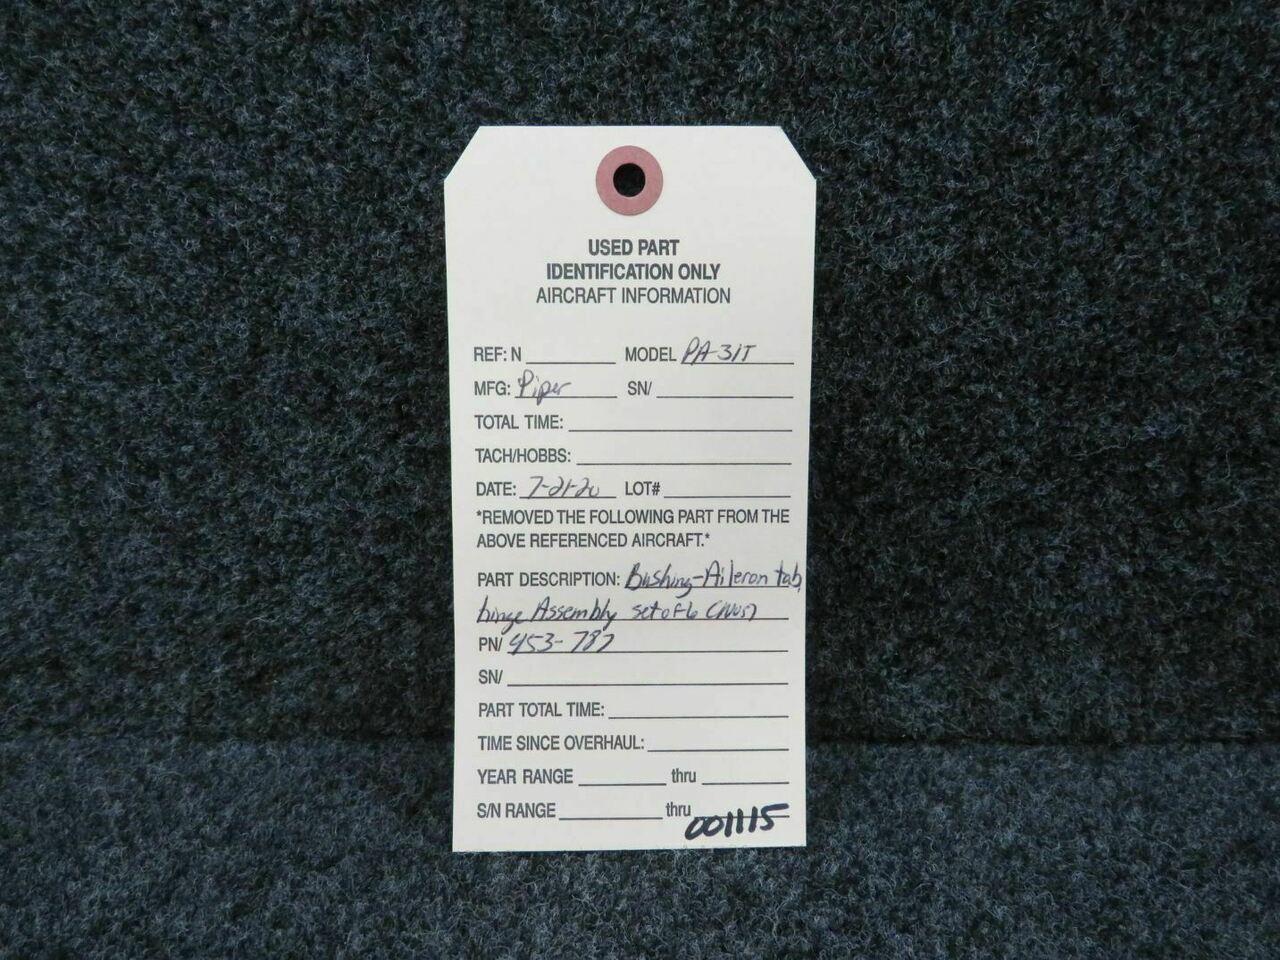 USED PART
IDENTIFICATION ONLY
AIRCRAFT INFORMATION
REF: N MODEL PA-31T
MFG: Piper SN/
TOTAL TIME:
TACH/HOBBS:
DATE: 7-21-20 LOT#
*REMOVED THE FOLLOWING PART FROM THE
ABOVE REFERENCED AIRCRAFT.*
PART DESCRIPTION: Bushing-Aileron tab,
hinge Assembly set of 6
PN/ 453-787
SN/
PART TOTAL TIME:
TIME SINCE OVERHAUL:
YEAR RANGE thru
S/N RANGE thru 001115